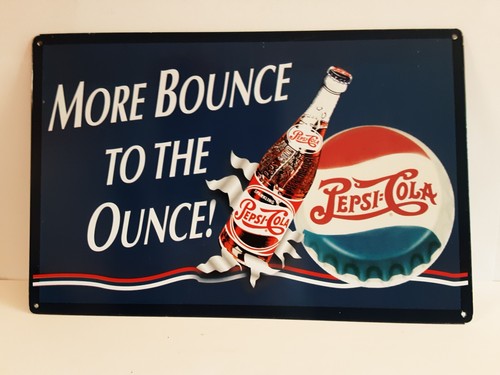 MORE BOUNCE
TO THE
OUNCE!
Pepsi-Cola
PEPSI-COLA
PEPSI-COLA